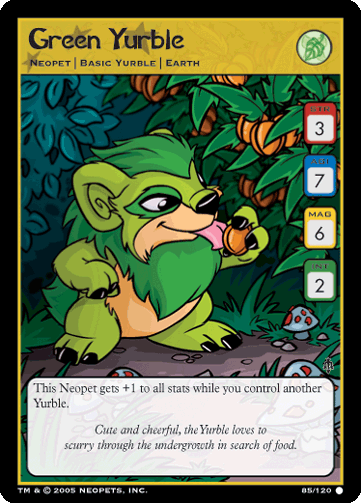 Green Yurble
NEOPET | BASIC YURBLE | EARTH
STR
3
AGI
7
MAG
6
INT
2
This Neopet gets +1 to all stats while you control another
Yurble.
Cute and cheerful, the Yurble loves to
scurry through the undergrowth in search of food.
TM & © 2005 NEOPETS, INC.
85/120